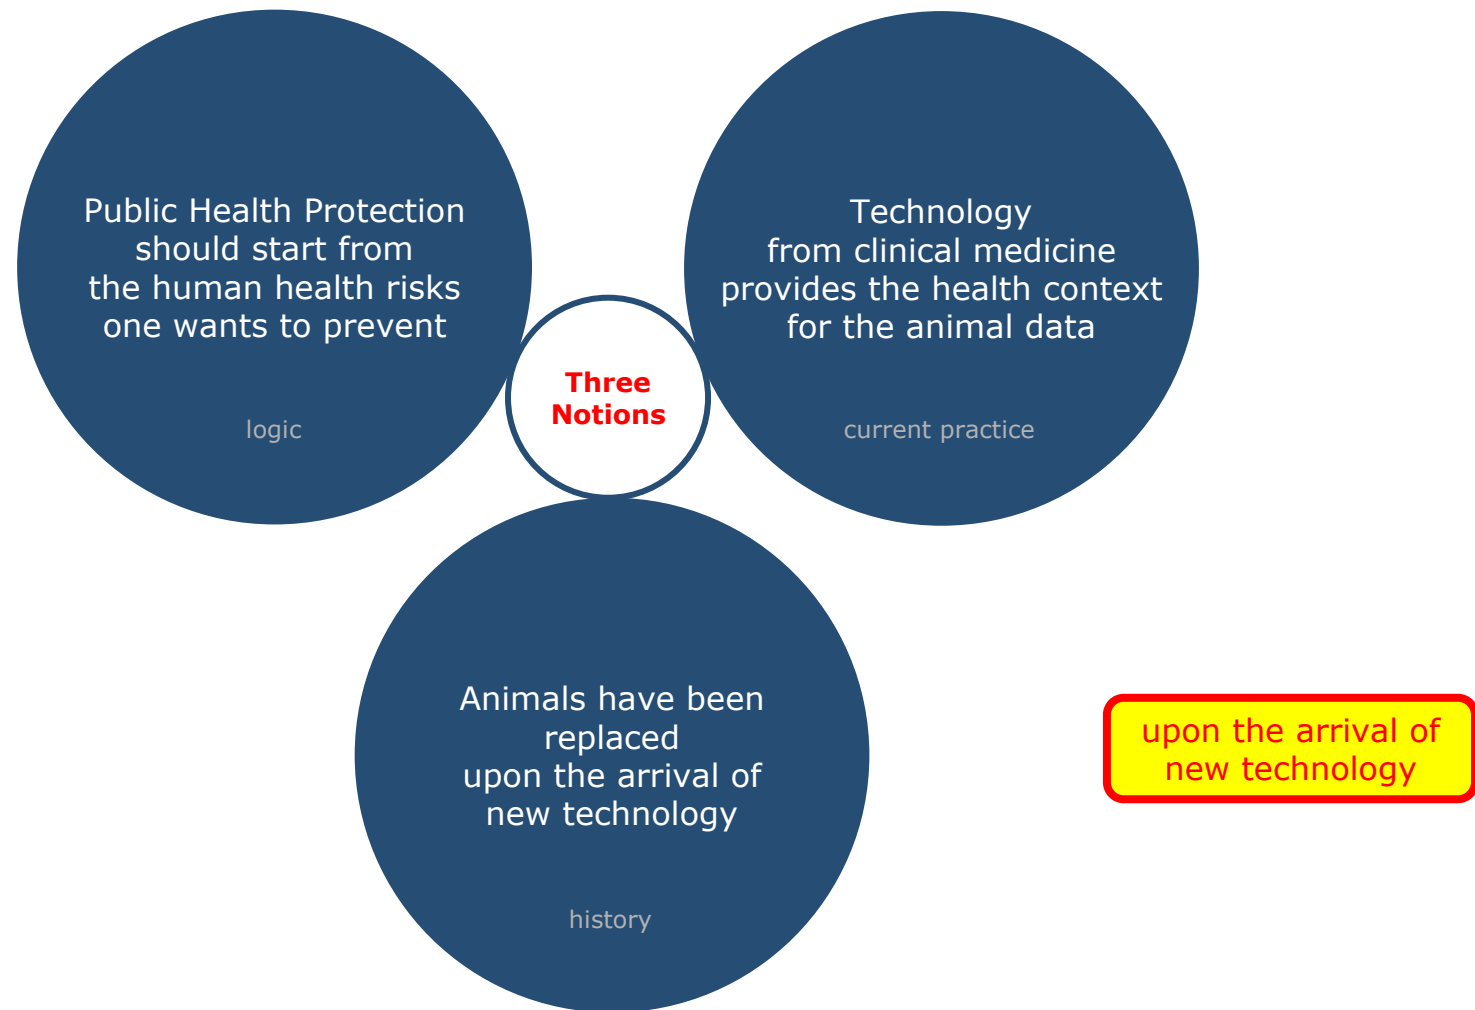 Public Health Protection
should start from
the human health risks
one wants to prevent
logic
Technology
from clinical medicine
provides the health context
for the animal data
current practice
Three
Notions
Animals have been
replaced
upon the arrival of
new technology
history
upon the arrival of
new technology